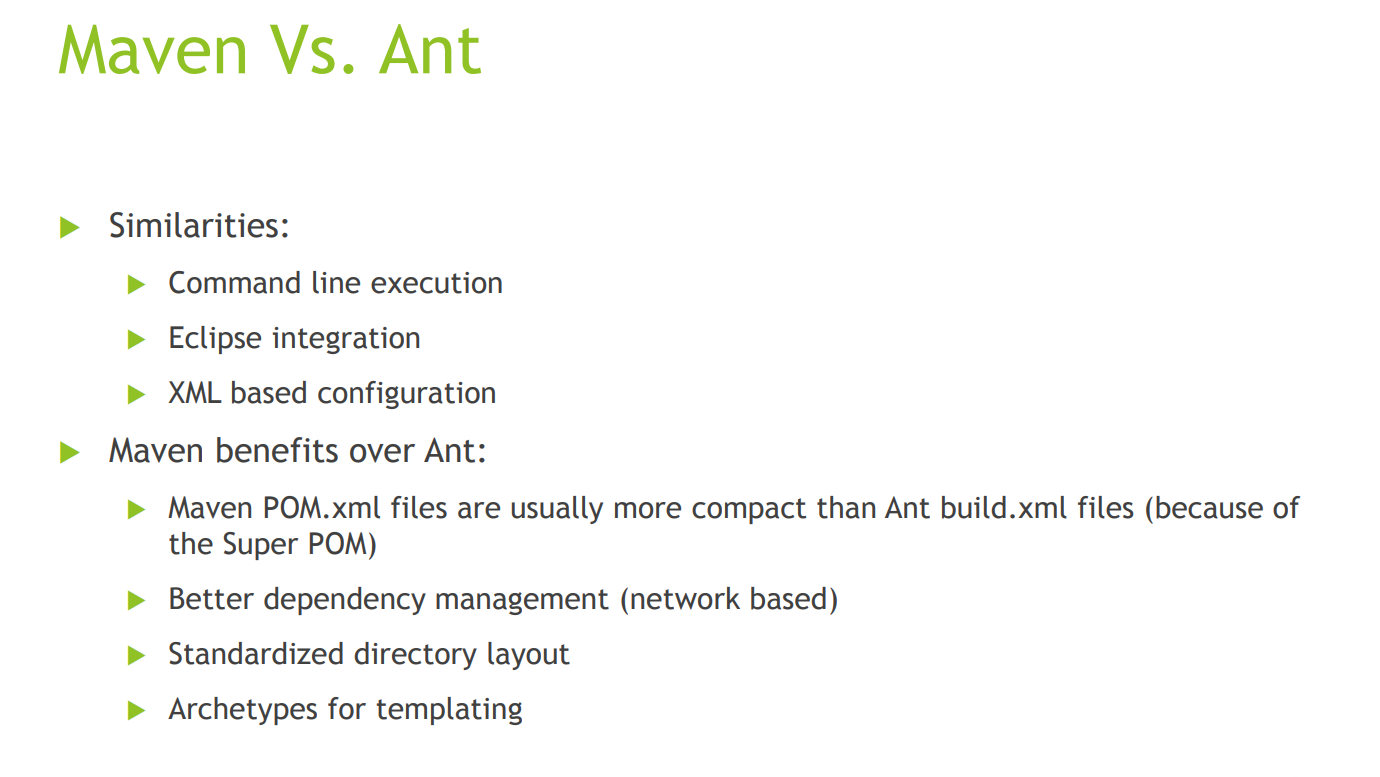 Maven Vs. Ant
Similarities:
Command line execution
Eclipse integration
XML based configuration
Maven benefits over Ant:
Maven POM.xml files are usually more compact than Ant build.xml files (because of
the Super POM)
Better dependency management (network based)
Standardized directory layout
Archetypes for templating